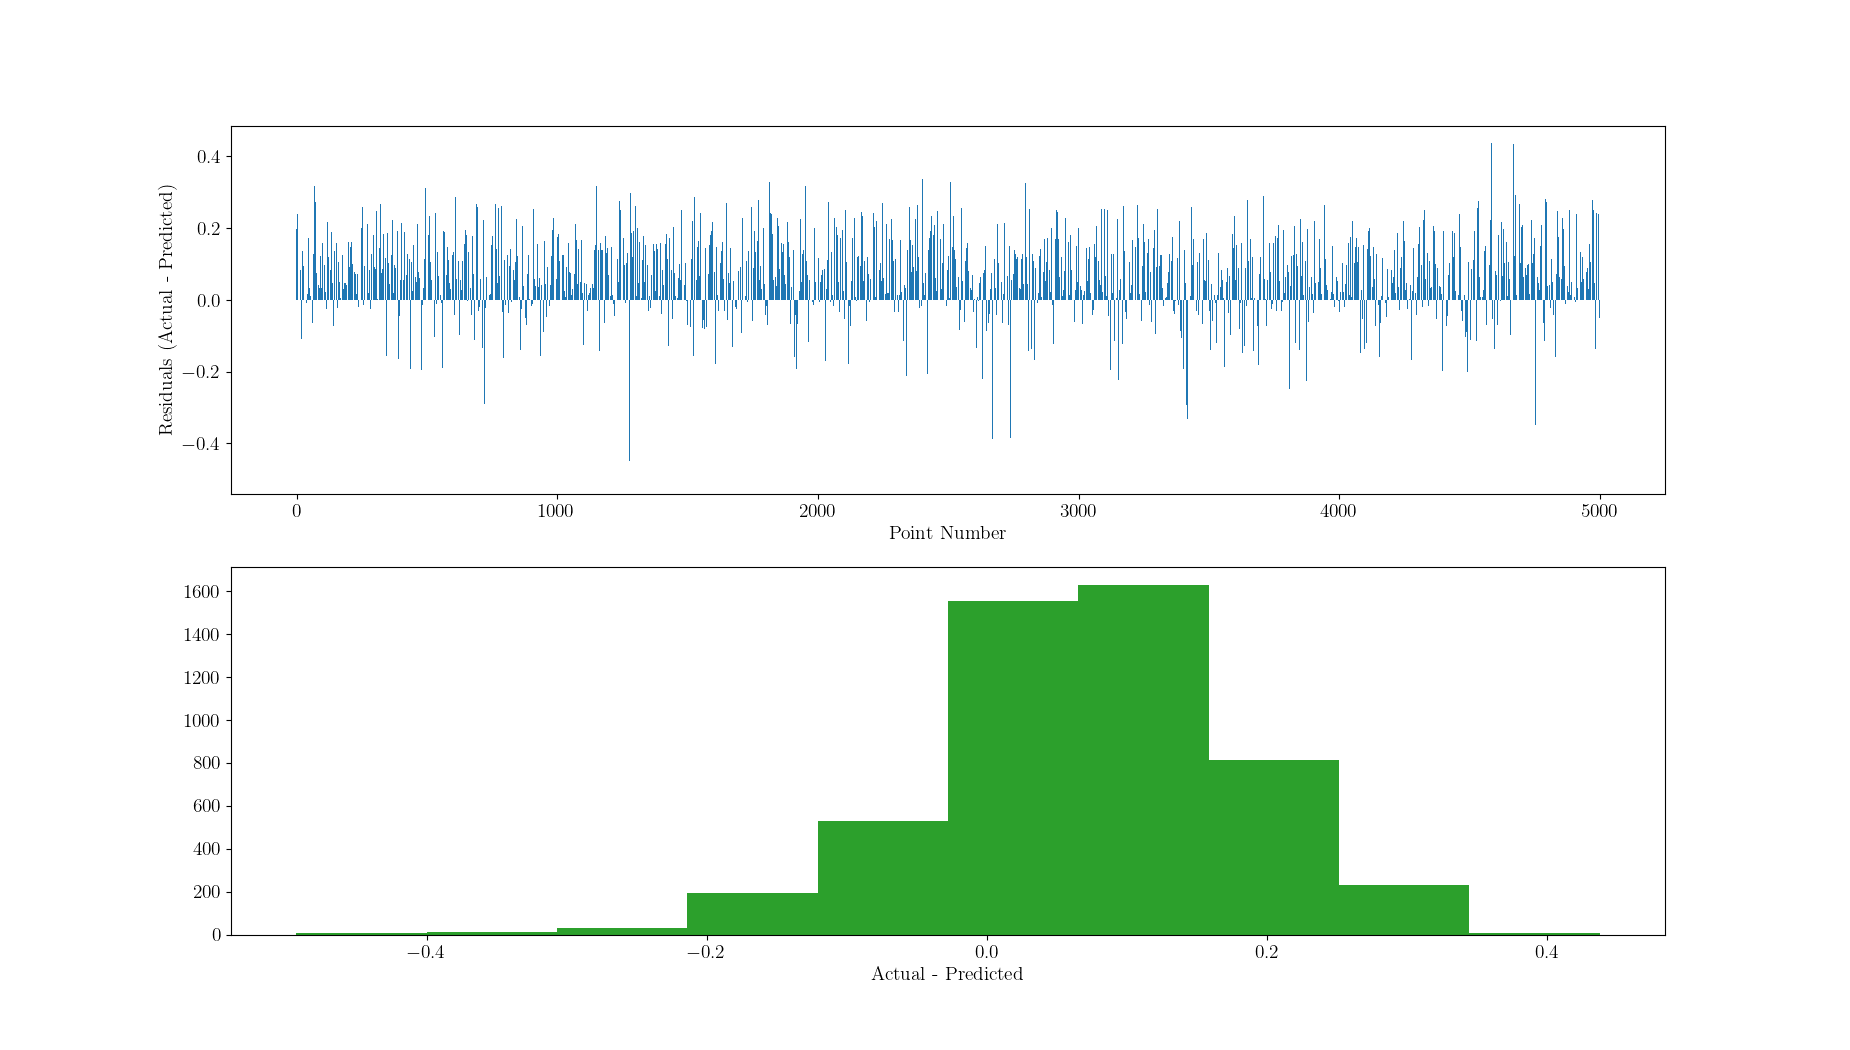 Residuals (Actual - Predicted)
0.4
0.2
0.0
−0.2
−0.4
0 1000 2000 3000 4000 5000
Point Number
1600
1400
1200
1000
800
600
400
200
0
−0.4 −0.2 0.0 0.2 0.4
Actual - Predicted